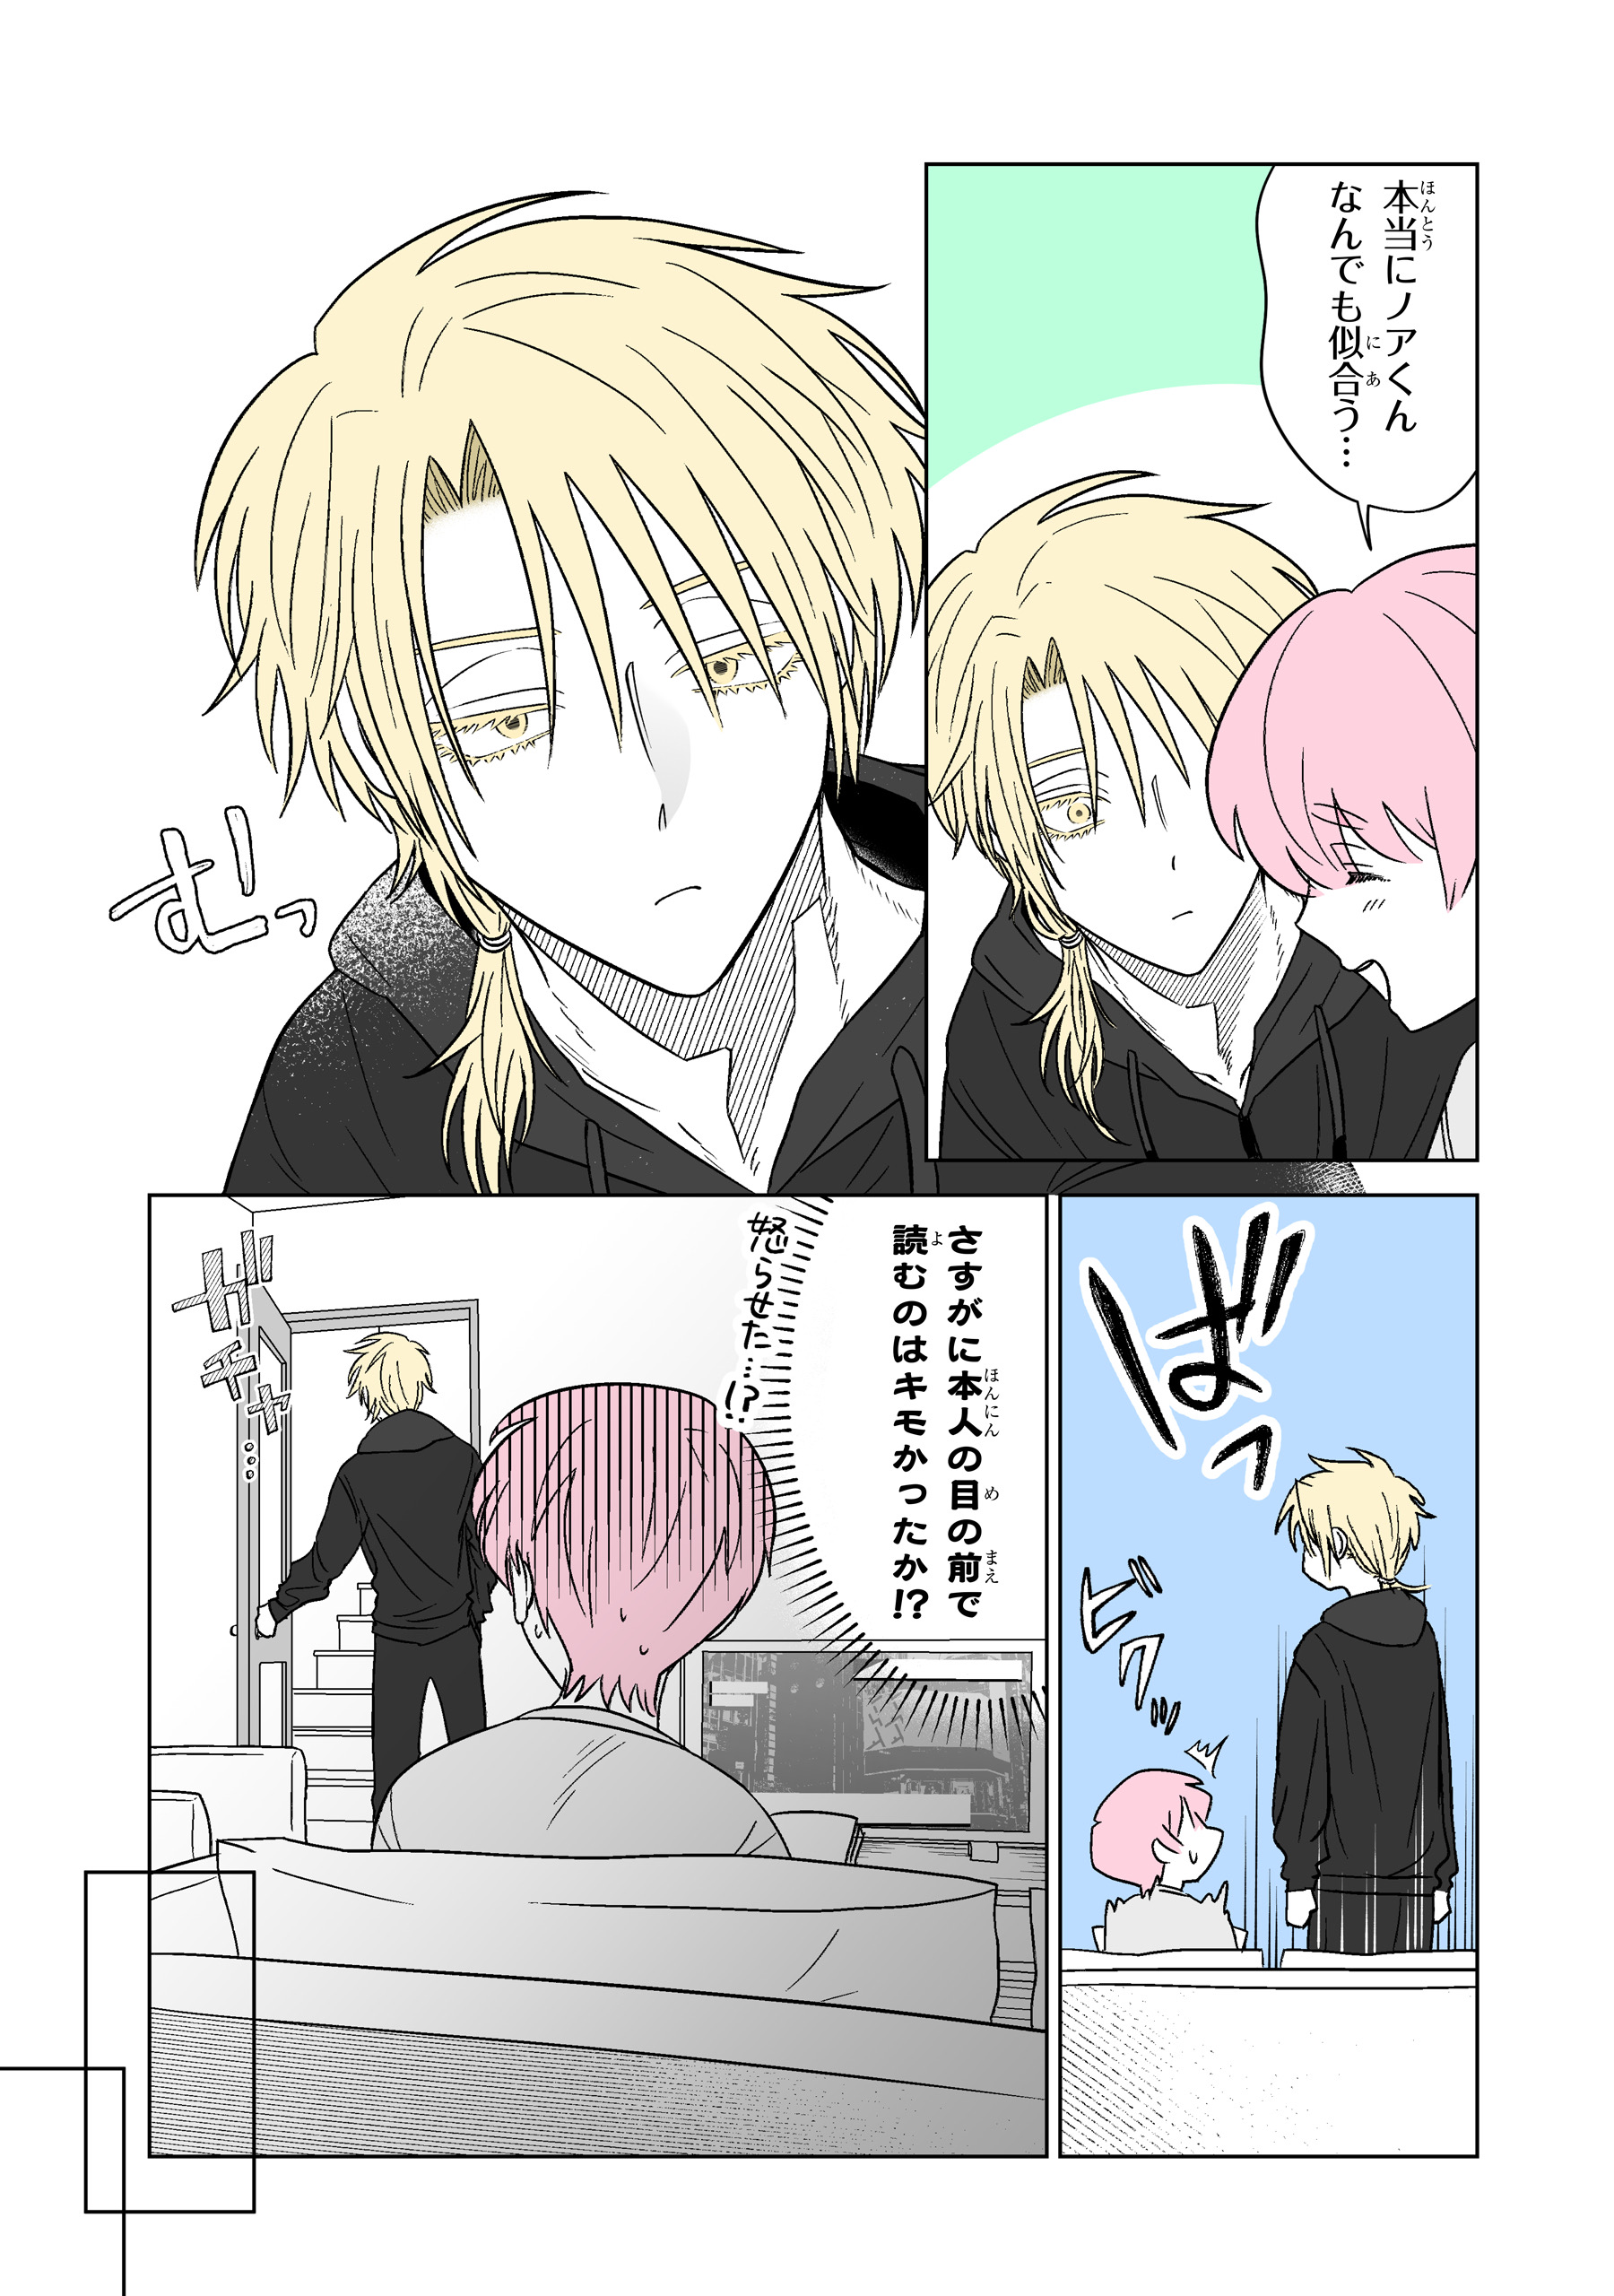 本当にノアくん
なんでも似合う…
むっ
ばっ
ビクッ
さすがに本人の目の前で
読むのはキモかったか!?
怒らせた…!?
ガチャ…